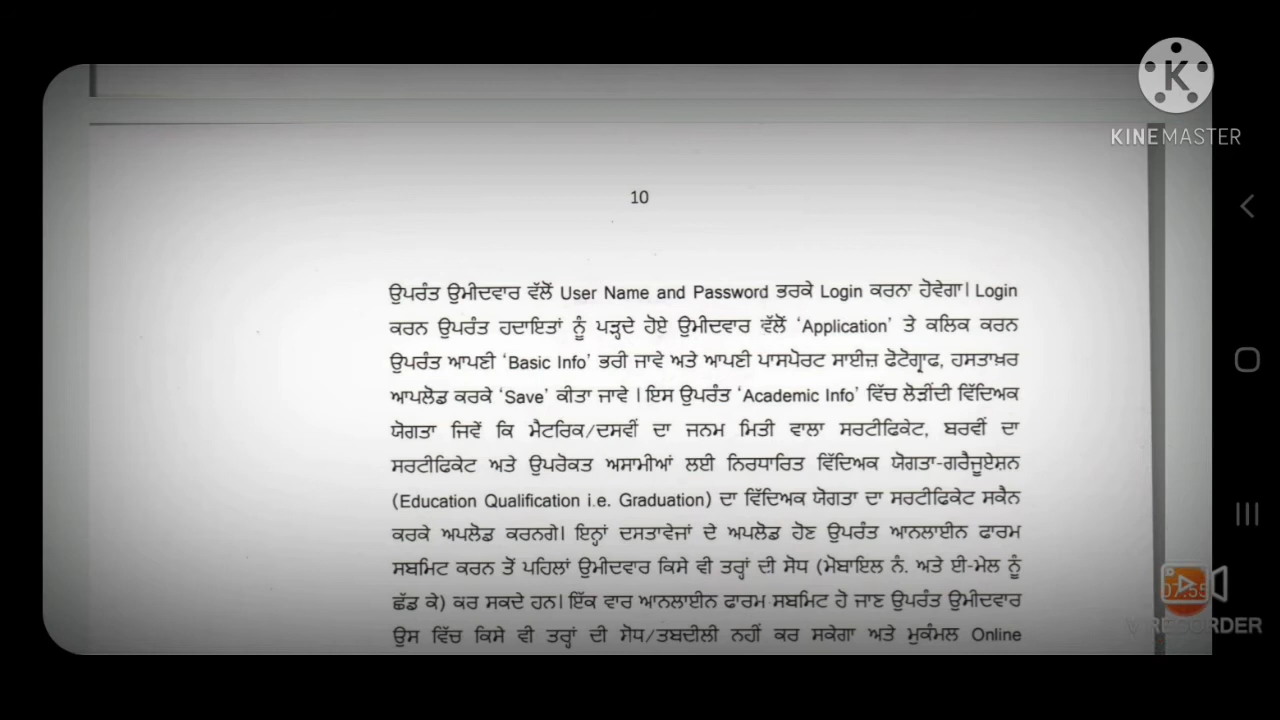 KINEMASTER
10
ਉਪਰੰਤ ਉਮੀਦਵਾਰ ਵੱਲੋਂ User Name and Password ਭਰਕੇ Login ਕਰਨਾ ਹੋਵੇਗਾ। Login
ਕਰਨ ਉਪਰੰਤ ਹਦਾਇਤਾਂ ਨੂੰ ਪੜ੍ਹਦੇ ਹੋਏ ਉਮੀਦਵਾਰ ਵੱਲੋਂ 'Application' ਤੇ ਕਲਿਕ ਕਰਨ
ਉਪਰੰਤ ਆਪਣੀ 'Basic Info' ਭਰੀ ਜਾਵੇ ਅਤੇ ਆਪਣੀ ਪਾਸਪੋਰਟ ਸਾਈਜ਼ ਫੋਟੋਗ੍ਰਾਫ, ਹਸਤਾਖ਼ਰ
ਆਪਲੋਡ ਕਰਕੇ 'Save' ਕੀਤਾ ਜਾਵੇ । ਇਸ ਉਪਰੰਤ 'Academic Info' ਵਿੱਚ ਲੋੜੀਂਦੀ ਵਿੱਦਿਅਕ
ਯੋਗਤਾ ਜਿਵੇਂ ਕਿ ਮੈਟਰਿਕ/ਦਸਵੀਂ ਦਾ ਜਨਮ ਮਿਤੀ ਵਾਲਾ ਸਰਟੀਫਿਕੇਟ, ਬਰਵੀਂ ਦਾ
ਸਰਟੀਫਿਕੇਟ ਅਤੇ ਉਪਰੋਕਤ ਅਸਾਮੀਆਂ ਲਈ ਨਿਰਧਾਰਿਤ ਵਿੱਦਿਅਕ ਯੋਗਤਾ-ਗਰੈਜੂਏਸ਼ਨ
(Education Qualification i.e. Graduation) ਦਾ ਵਿੱਦਿਅਕ ਯੋਗਤਾ ਦਾ ਸਰਟੀਫਿਕੇਟ ਸਕੈਨ
ਕਰਕੇ ਅਪਲੋਡ ਕਰਨਗੇ। ਇਨ੍ਹਾਂ ਦਸਤਾਵੇਜਾਂ ਦੇ ਅਪਲੋਡ ਹੋਣ ਉਪਰੰਤ ਆਨਲਾਈਨ ਫਾਰਮ
ਸਬਮਿਟ ਕਰਨ ਤੋਂ ਪਹਿਲਾਂ ਉਮੀਦਵਾਰ ਕਿਸੇ ਵੀ ਤਰ੍ਹਾਂ ਦੀ ਸੋਧ (ਮੋਬਾਇਲ ਨੰ. ਅਤੇ ਈ-ਮੇਲ ਨੂੰ
ਛੱਡ ਕੇ) ਕਰ ਸਕਦੇ ਹਨ। ਇੱਕ ਵਾਰ ਆਨਲਾਈਨ ਫਾਰਮ ਸਬਮਿਟ ਹੋ ਜਾਣ ਉਪਰੰਤ ਉਮੀਦਵਾਰ
ਉਸ ਵਿੱਚ ਕਿਸੇ ਵੀ ਤਰ੍ਹਾਂ ਦੀ ਸੋਧ/ਤਬਦੀਲੀ ਨਹੀਂ ਕਰ ਸਕੇਗਾ ਅਤੇ ਮੁਕੰਮਲ Online
07:55
V RECORDER